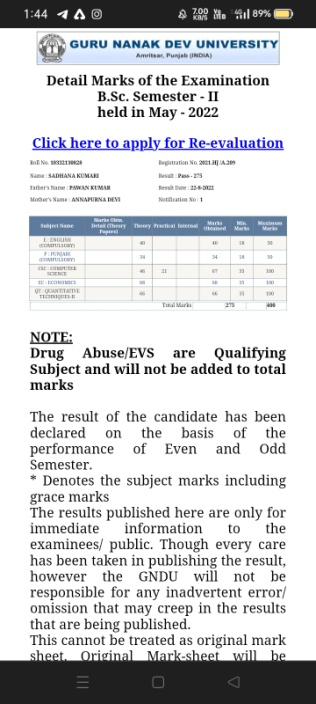 1:44
7.00
KB/S
4G
89%
GURU NANAK DEV UNIVERSITY
Amritsar, Punjab (INDIA)
Detail Marks of the Examination
B.Sc. Semester - II
held in May - 2022
Click here to apply for Re-evaluation
Roll No. 10332130820 Registration No. 2021.HJ /A.209
Name : SADHANA KUMARI Result : Pass - 275
Father's Name : PAWAN KUMAR Result Date : 22-8-2022
Mother's Name : ANNAPURNA DEVI Notification No : 1
Subject Name Marks Obtn. Detail (Theory Papers) Theory Practical Internal Marks Obtained Min. Marks Maximum Marks
E : ENGLISH (COMPULSORY) 40 40 18 50
P : PUNJABI (COMPULSORY) 34 34 18 50
CSC : COMPUTER SCIENCE 46 21 67 35 100
EC : ECONOMICS 68 68 35 100
QT : QUANTITATIVE TECHNIQUES-II 66 66 35 100
Total Marks 275 400
NOTE:
Drug Abuse/EVS are Qualifying
Subject and will not be added to total
marks
The result of the candidate has been
declared on the basis of the
performance of Even and Odd
Semester.
* Denotes the subject marks including
grace marks
The results published here are only for
immediate information to the
examinees/ public. Though every care
has been taken in publishing the result,
however the GNDU will not be
responsible for any inadvertent error/
omission that may creep in the results
that are being published.
This cannot be treated as original mark
sheet. Original Mark-sheet will be